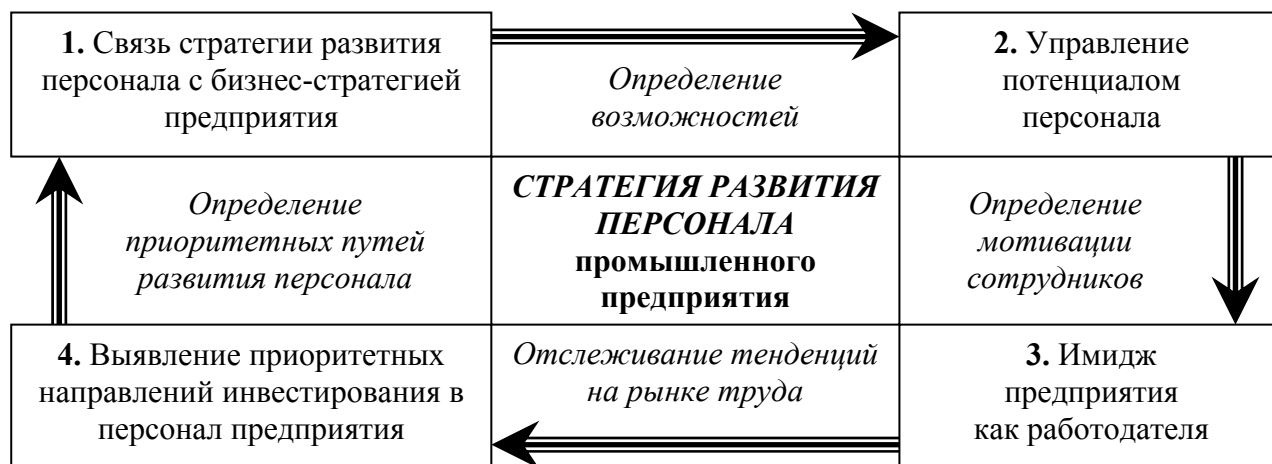 1. Связь стратегии развития
персонала с бизнес-стратегией
предприятия
Определение
возможностей
2. Управление
потенциалом
персонала
Определение
приоритетных путей
развития персонала
СТРАТЕГИЯ РАЗВИТИЯ
ПЕРСОНАЛА
промышленного
предприятия
Определение
мотивации
сотрудников
4. Выявление приоритетных
направлений инвестирования в
персонал предприятия
Отслеживание тенденций
на рынке труда
3. Имидж
предприятия
как работодателя